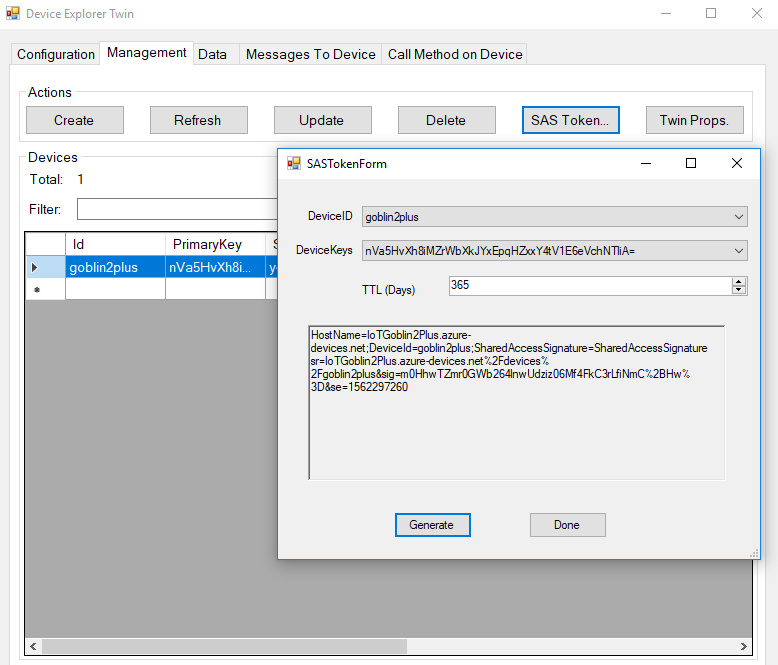 Device Explorer Twin
Configuration Management Data Messages To Device Call Method on Device
Actions
Create Refresh Update Delete SAS Token... Twin Props.
Devices
Total: 1
Filter:
Id PrimaryKey S
goblin2plus nVa5HvXh8i... y
SASTokenForm
DeviceID goblin2plus
DeviceKeys nVa5HvXh8iMZrWbXkJYxEpqHZxxY4tV1E6eVchNTliA=
TTL (Days) 365
HostName=IoTGoblin2Plus.azure-
devices.net;DeviceId=goblin2plus;SharedAccessSignature=SharedAccessSignature
sr=IoTGoblin2Plus.azure-devices.net%2Fdevices%
2Fgoblin2plus&sig=m0HhwTZmr0GWb264lnwUdziz06Mf4FkC3rLfiNmC%2BHw%
3D&se=1562297260
Generate Done